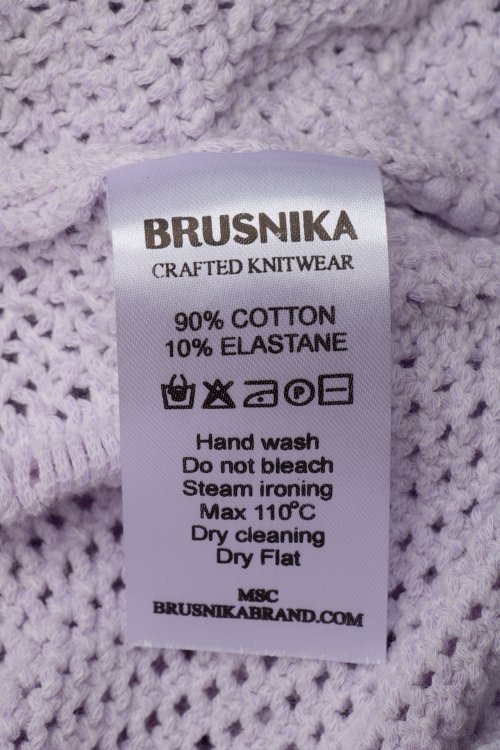 BRUSNIKA
CRAFTED KNITWEAR
90% COTTON
10% ELASTANE
P
Hand wash
Do not bleach
Steam ironing
Max 110°C
Dry cleaning
Dry Flat
MSC
BRUSNIKABRAND.COM